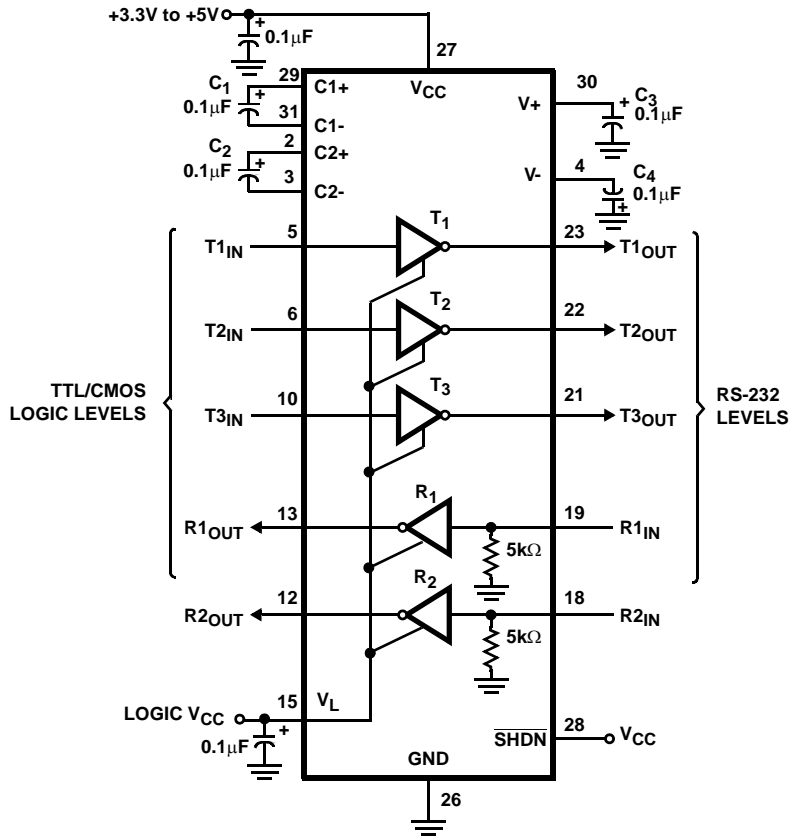 +3.3V to +5V
+
0.1µF
27
C1
0.1µF
+
29
C1+
31
C1-
VCC
V+
30
+
C3
0.1µF
C2
0.1µF
+
2
C2+
3
C2-
V-
4
C4
0.1µF
+
T1IN
5
T1
23
T1OUT
T2IN
6
T2
22
T2OUT
TTL/CMOS
LOGIC LEVELS
T3IN
10
T3
21
T3OUT
RS-232
LEVELS
R1OUT
13
R1
19
R1IN
5kΩ
R2OUT
12
R2
18
R2IN
5kΩ
LOGIC VCC
15
VL
+
0.1µF
SHDN
28
VCC
GND
26